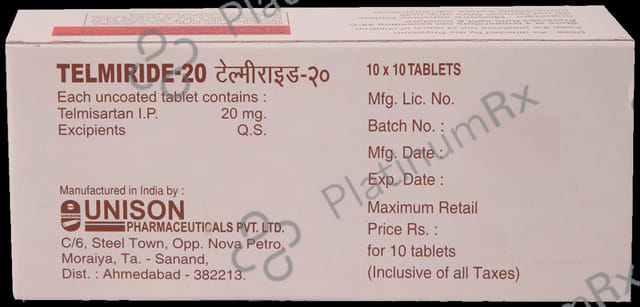 TELMIRIDE-20 टेल्मीराइड-२०
Each uncoated tablet contains :
Telmisartan I.P. 20 mg.
Excipients Q.S.
Manufactured in India by :
UNISON
UNISON
PHARMACEUTICALS PVT. LTD.
C/6, Steel Town, Opp. Nova Petro,
Moraiya, Ta. - Sanand,
Dist. : Ahmedabad - 382213.
10 x 10 TABLETS
Mfg. Lic. No.
Batch No. :
Mfg. Date :
Exp. Date :
Maximum Retail
Price Rs. :
for 10 tablets
(Inclusive of all Taxes)
PlatinumRx
PlatinumRx